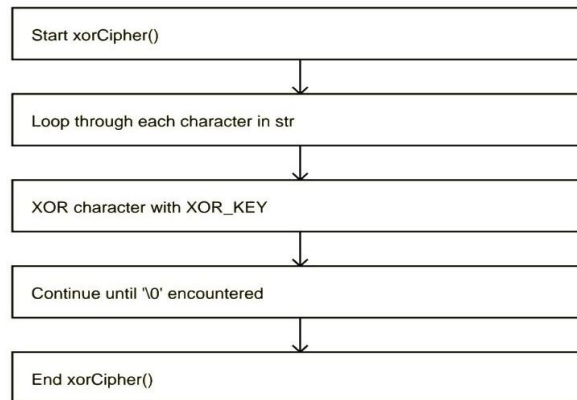 Start xorCipher()
Loop through each character in str
XOR character with XOR_KEY
Continue until '\0' encountered
End xorCipher()